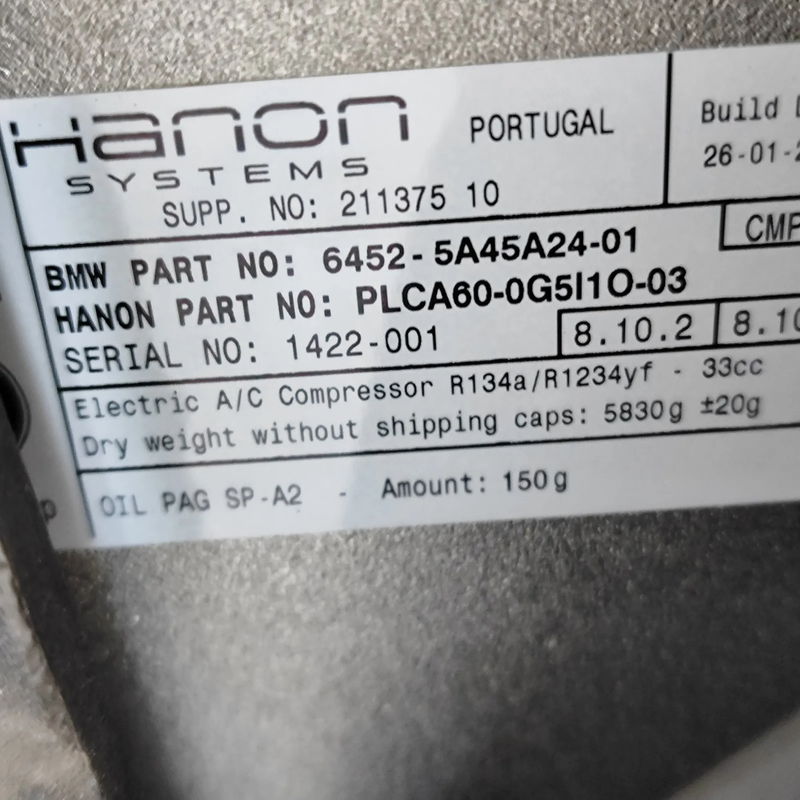 Hanon
SYSTEMS
PORTUGAL
SUPP. NO: 211375 10
Build
26-01-
BMW PART NO: 6452-5A45A24-01
CMP
HANON PART NO: PLCA60-0G5I1O-03
SERIAL NO: 1422-001
8.10.2
8.10
Electric A/C Compressor R134a/R1234yf - 33cc
Dry weight without shipping caps: 5830g ±20g
OIL PAG SP-A2 - Amount: 150g